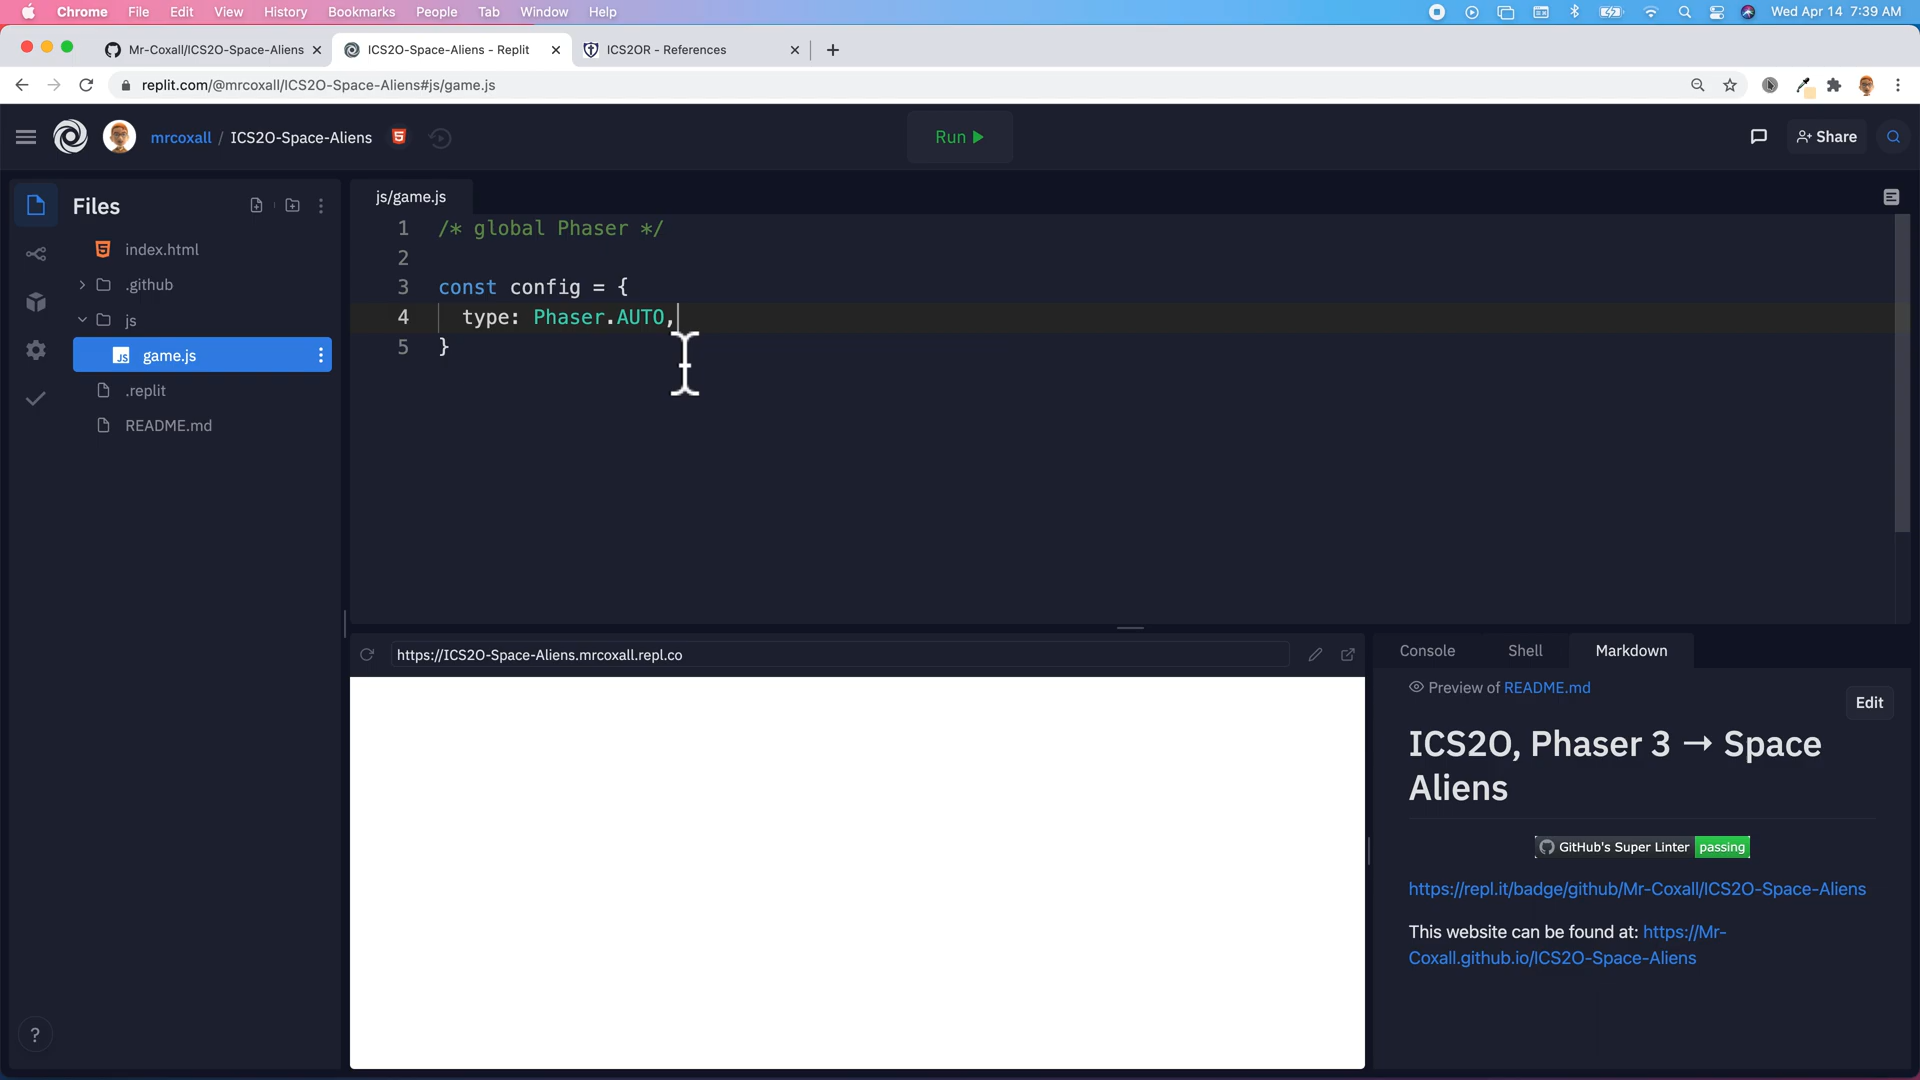 Chrome File Edit View History Bookmarks People Tab Window Help Wed Apr 14 7:39 AM
Mr-Coxall/ICS2O-Space-Aliens ICS2O-Space-Aliens - Replit ICS2OR - References
replit.com/@mrcoxall/ICS2O-Space-Aliens#js/game.js
mrcoxall / ICS2O-Space-Aliens Run Share
Files
index.html
.github
js
game.js
.replit
README.md
js/game.js
1 /* global Phaser */
2
3 const config = {
4 type: Phaser.AUTO,
5 }
https://ICS2O-Space-Aliens.mrcoxall.repl.co
Console Shell Markdown
Preview of README.md
Edit
ICS2O, Phaser 3 → Space
Aliens
GitHub's Super Linter passing
https://repl.it/badge/github/Mr-Coxall/ICS2O-Space-Aliens
This website can be found at: https://Mr-
Coxall.github.io/ICS2O-Space-Aliens
?